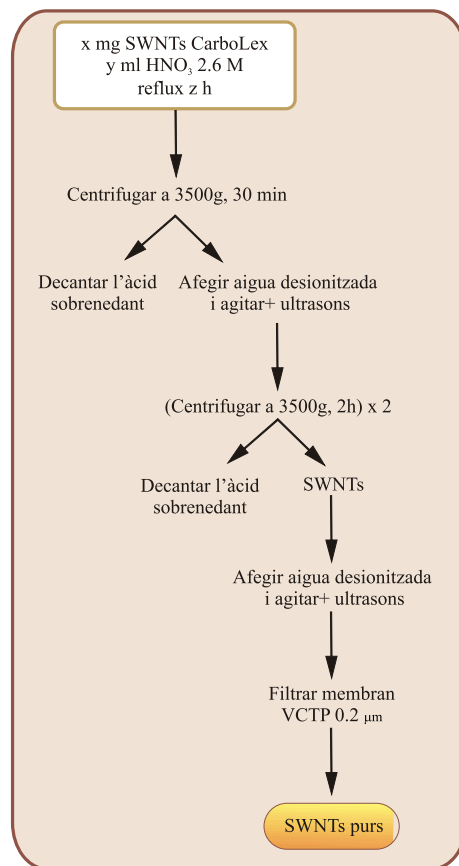 x mg SWNTs CarboLex
y ml HNO₃ 2.6 M
reflux z h
Centrifugar a 3500g, 30 min
Decantar l'àcid
sobrenedant
Afegir aigua desionitzada
i agitar+ ultrasons
(Centrifugar a 3500g, 2h) x 2
Decantar l'àcid
sobrenedant
SWNTs
Afegir aigua desionitzada
i agitar+ ultrasons
Filtrar membran
VCTP 0.2 μm
SWNTs purs